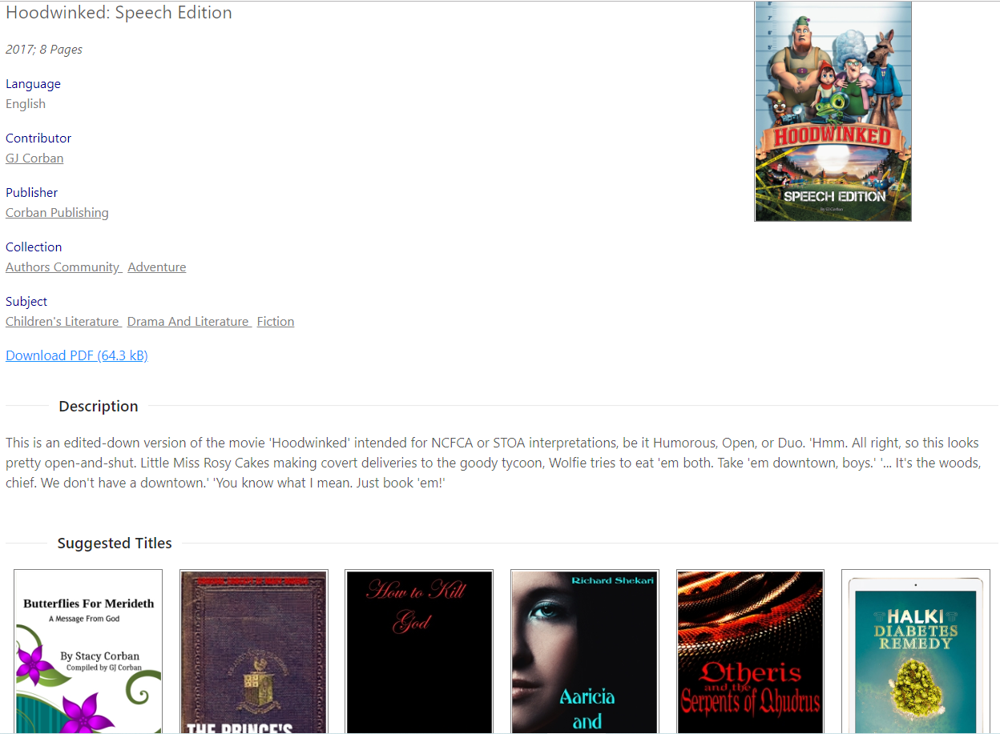 Hoodwinked: Speech Edition
2017; 8 Pages
Language
English
Contributor
GJ Corban
Publisher
Corban Publishing
Collection
Authors Community Adventure
Subject
Children's Literature Drama And Literature Fiction
Download PDF (64.3 kB)
HOODWINKED
SPEECH EDITION
By GJ Corban
Description
This is an edited-down version of the movie 'Hoodwinked' intended for NCFCA or STOA interpretations, be it Humorous, Open, or Duo. 'Hmm. All right, so this looks
pretty open-and-shut. Little Miss Rosy Cakes making covert deliveries to the goody tycoon, Wolfie tries to eat 'em both. Take 'em downtown, boys.' '... It's the woods,
chief. We don't have a downtown.' 'You know what I mean. Just book 'em!'
Suggested Titles
Butterflies For Merideth
A Message From God
By Stacy Corban
Compiled by GJ Corban
THE PRINCE'S
How to Kill
God
Richard Shekari
Aaricia
and
Otheris
and the
Serpents of Qhudrus
HALKI
DIABETES
REMEDY